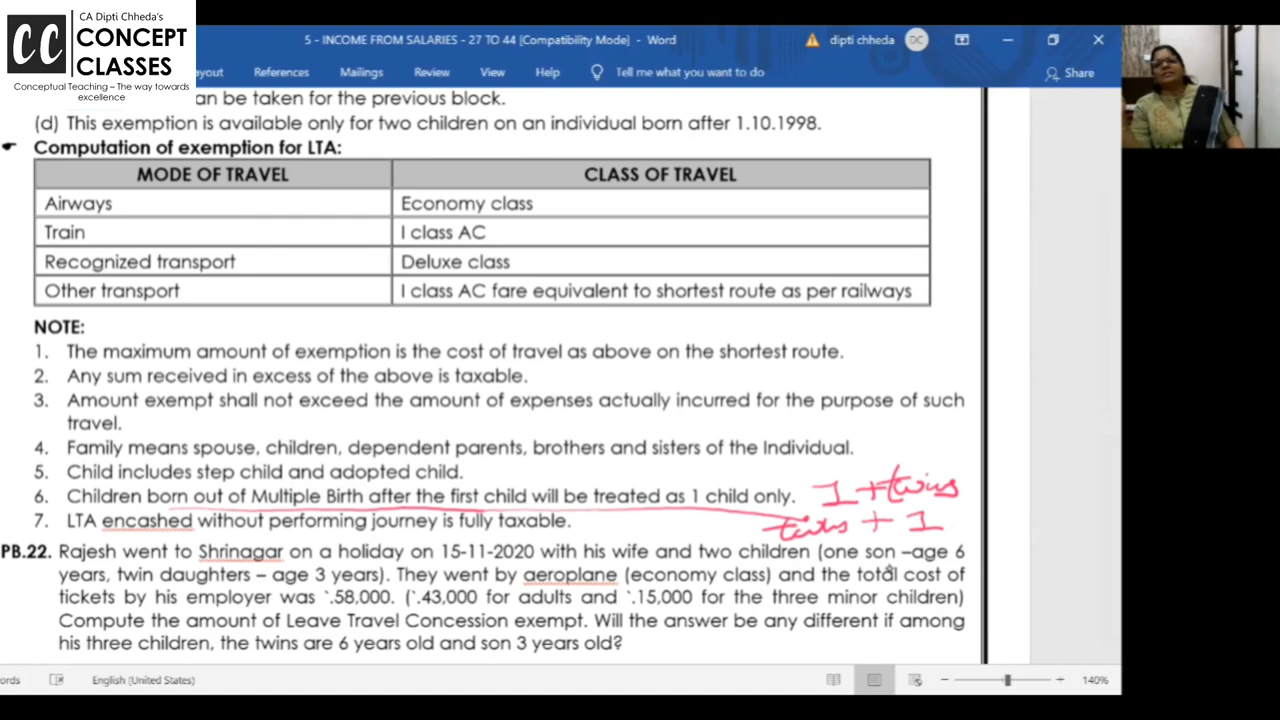 CC
CA Dipti Chheda's
CONCEPT
CLASSES
Conceptual Teaching – The way towards
excellence
5 - INCOME FROM SALARIES - 27 TO 44 [Compatibility Mode] - Word
dipti chheda
DC
ayout References Mailings Review View Help Tell me what you want to do
Share
an be taken for the previous block.
(d) This exemption is available only for two children on an individual born after 1.10.1998.
Computation of exemption for LTA:
MODE OF TRAVEL CLASS OF TRAVEL
Airways Economy class
Train I class AC
Recognized transport Deluxe class
Other transport I class AC fare equivalent to shortest route as per railways
NOTE:
1. The maximum amount of exemption is the cost of travel as above on the shortest route.
2. Any sum received in excess of the above is taxable.
3. Amount exempt shall not exceed the amount of expenses actually incurred for the purpose of such
travel.
4. Family means spouse, children, dependent parents, brothers and sisters of the Individual.
5. Child includes step child and adopted child.
6. Children born out of Multiple Birth after the first child will be treated as 1 child only. 1 + twins
twins + 1
7. LTA encashed without performing journey is fully taxable.
PB.22. Rajesh went to Shrinagar on a holiday on 15-11-2020 with his wife and two children (one son –age 6
years, twin daughters – age 3 years). They went by aeroplane (economy class) and the total cost of
tickets by his employer was `.58,000. (`.43,000 for adults and `.15,000 for the three minor children)
Compute the amount of Leave Travel Concession exempt. Will the answer be any different if among
his three children, the twins are 6 years old and son 3 years old?
ords English (United States) 140%